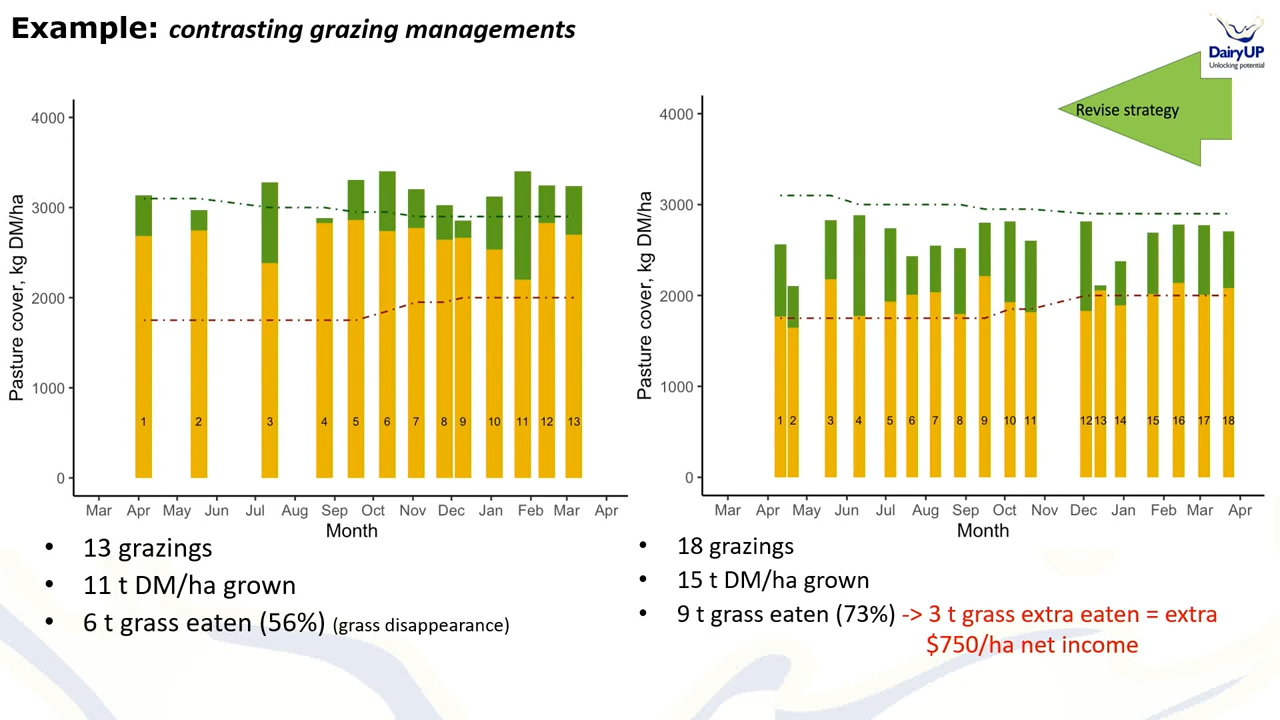 Example: contrasting grazing managements
DairyUP
Unlocking potential
Revise strategy
Pasture cover, kg DM/ha
4000
3000
2000
1000
0
1 2 3 4 5 6 7 8 9 10 11 12 13
Mar Apr May Jun Jul Aug Sep Oct Nov Dec Jan Feb Mar Apr
Month
• 13 grazings
• 11 t DM/ha grown
• 6 t grass eaten (56%) (grass disappearance)
Pasture cover, kg DM/ha
4000
3000
2000
1000
0
1 2 3 4 5 6 7 8 9 10 11 12 13 14 15 16 17 18
Mar Apr May Jun Jul Aug Sep Oct Nov Dec Jan Feb Mar Apr
Month
• 18 grazings
• 15 t DM/ha grown
• 9 t grass eaten (73%) -> 3 t grass extra eaten = extra
$750/ha net income